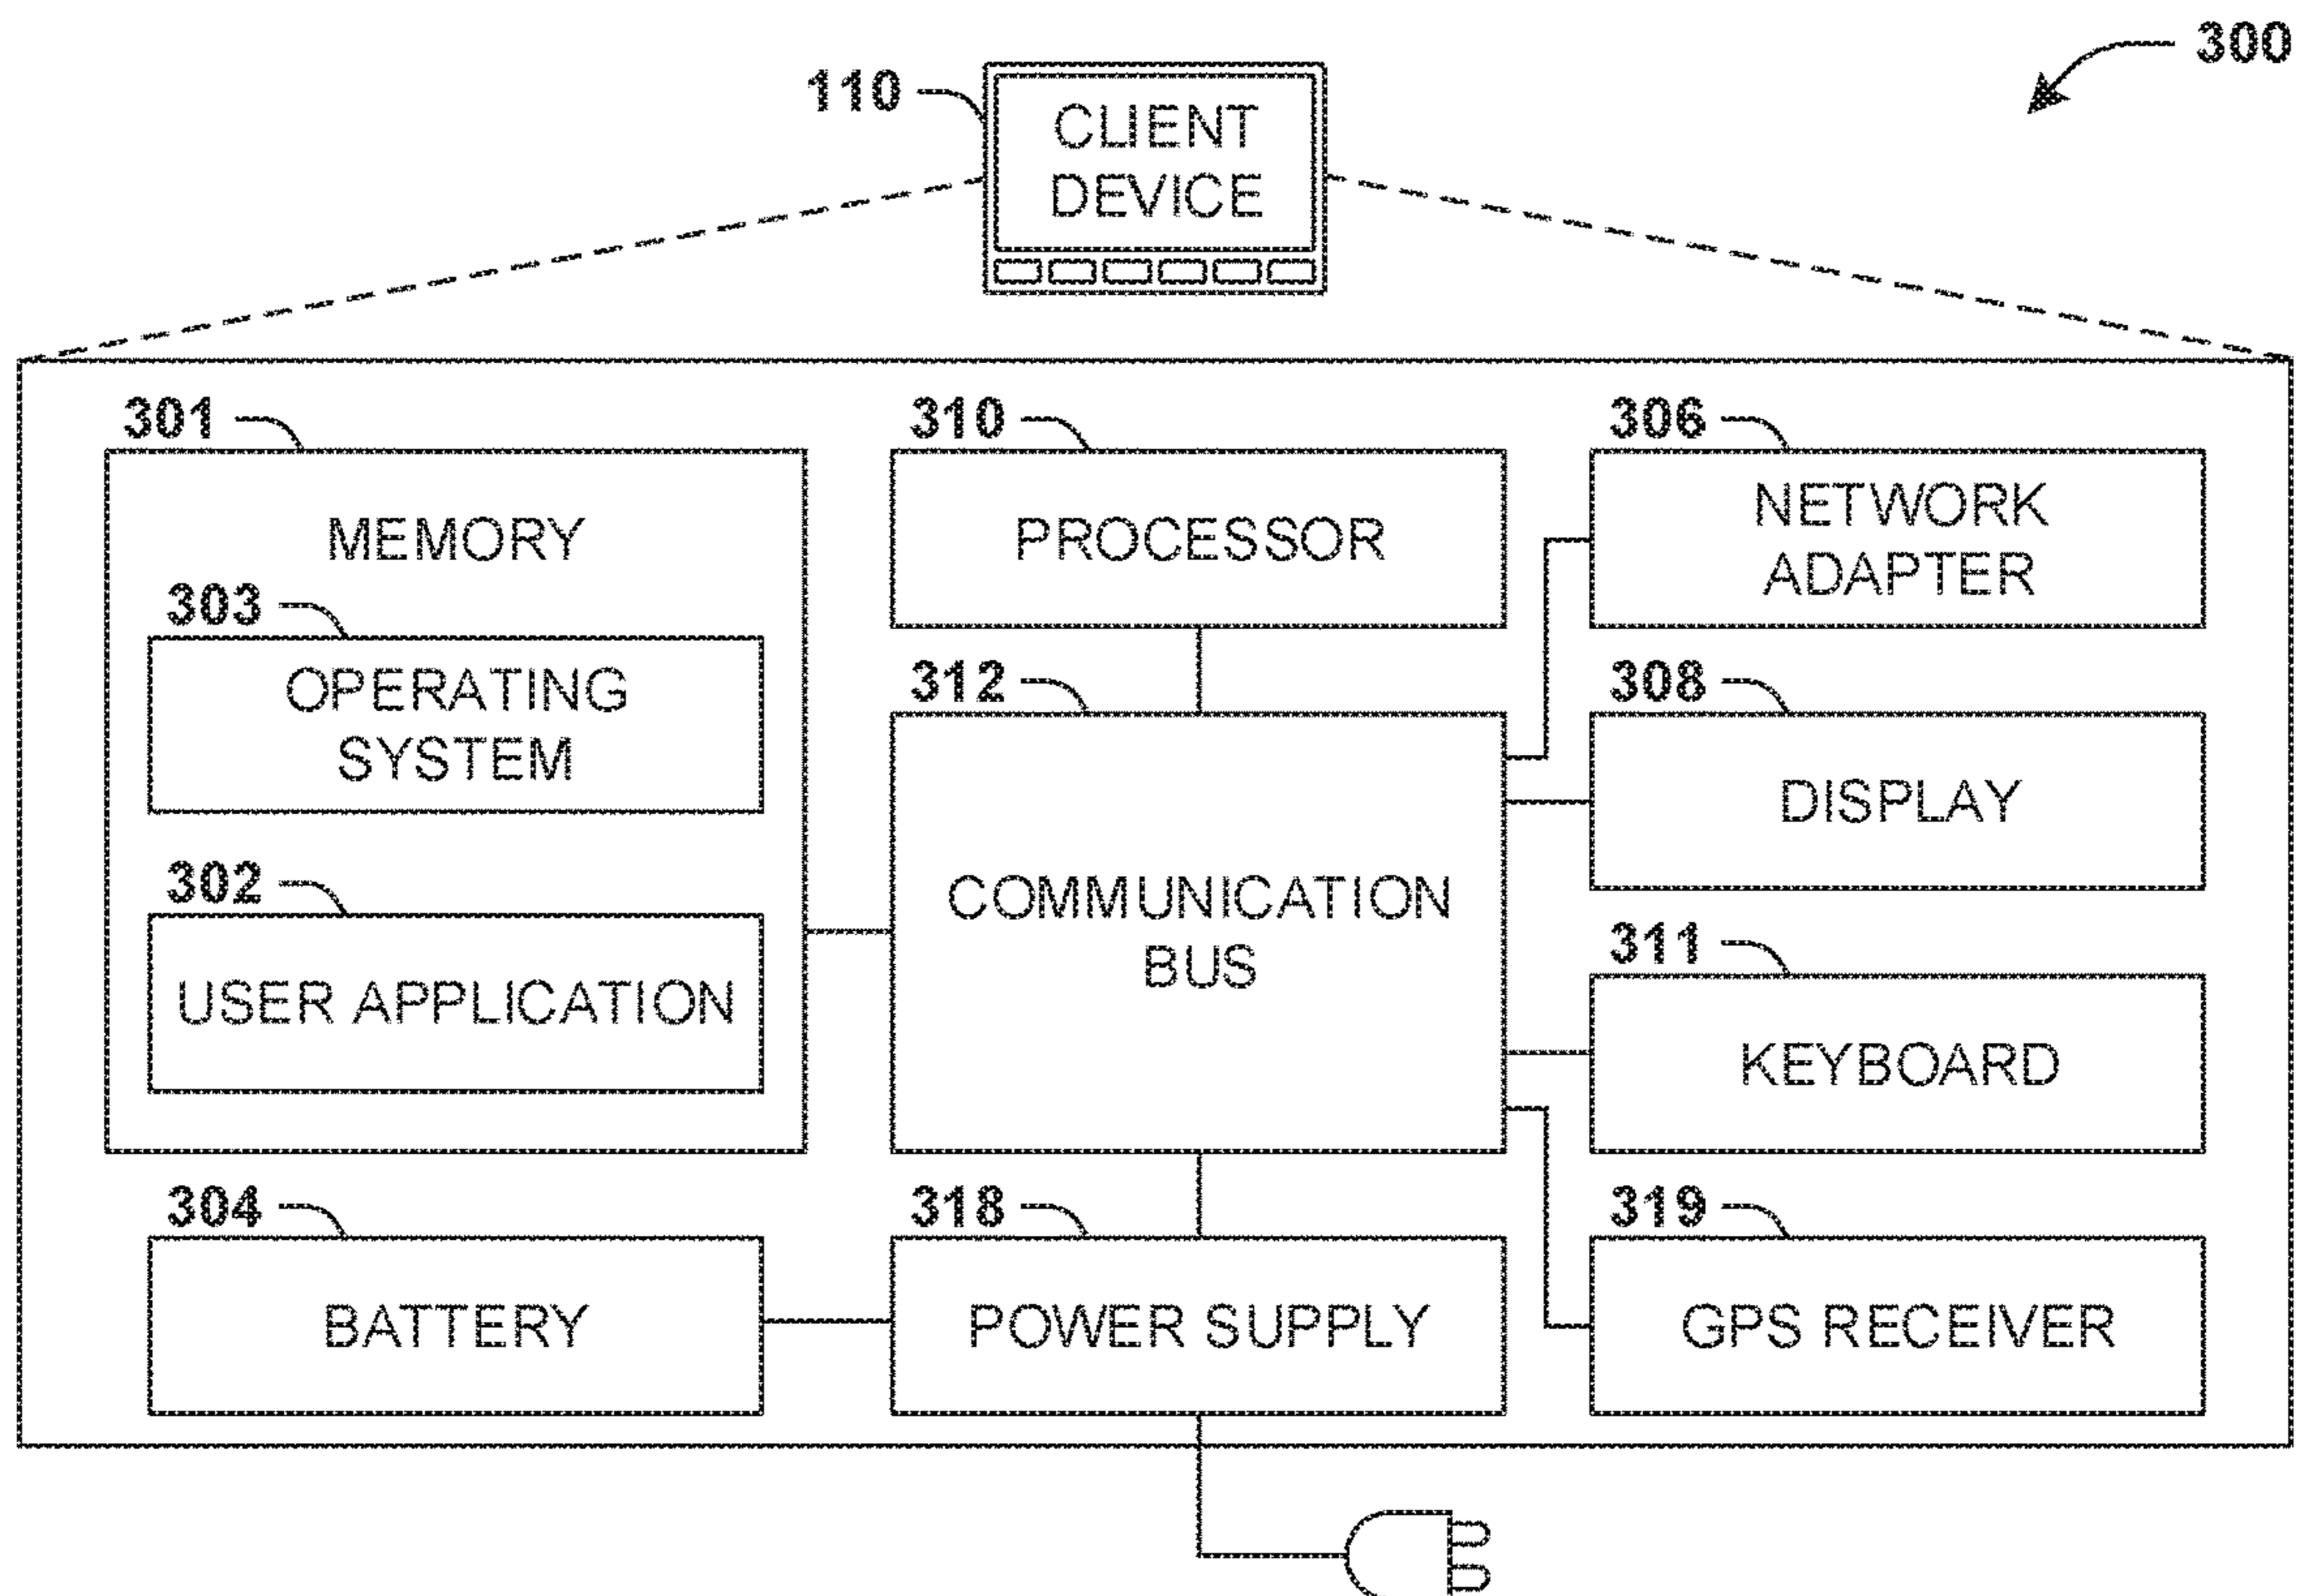 300
110
CLIENT
DEVICE
301
310
306
MEMORY
PROCESSOR
NETWORK
ADAPTER
303
OPERATING
SYSTEM
312
308
DISPLAY
302
USER APPLICATION
COMMUNICATION
BUS
311
KEYBOARD
304
318
319
BATTERY
POWER SUPPLY
GPS RECEIVER